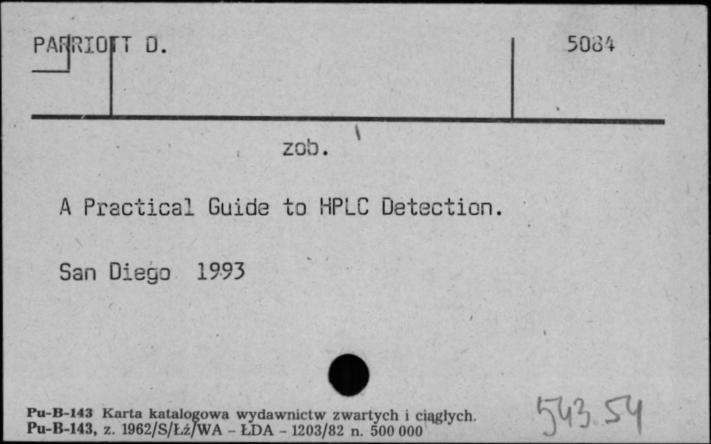 PARRIOTT D. 5084
zob.
A Practical Guide to HPLC Detection.
San Diego 1993
Pu-B-143 Karta katalogowa wydawnictw zwartych i ciągłych.
Pu-B-143, z. 1962/S/Łż/WA – ŁDA – 1203/82 n. 500 000
543.54